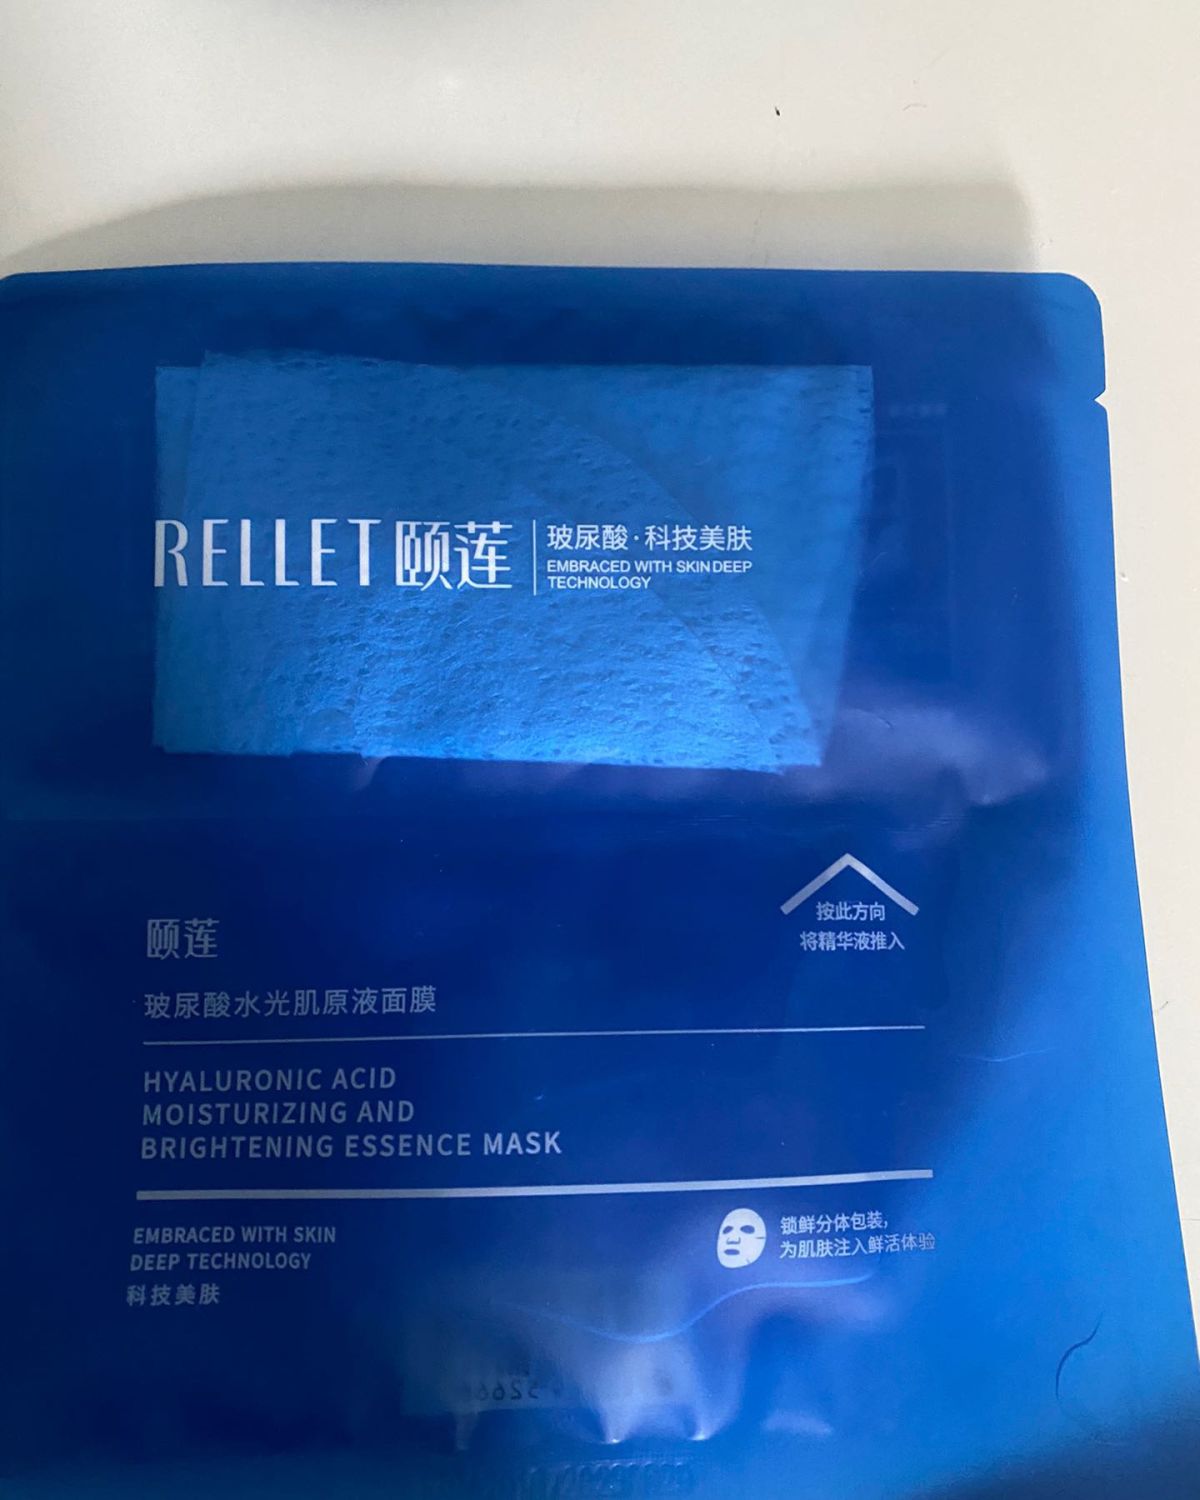 RELLET 颐莲
玻尿酸·科技美肤
EMBRACED WITH SKIN DEEP
TECHNOLOGY
按此方向
将精华液推入
颐莲
玻尿酸水光肌原液面膜
HYALURONIC ACID
MOISTURIZING AND
BRIGHTENING ESSENCE MASK
EMBRACED WITH SKIN
DEEP TECHNOLOGY
科技美肤
锁鲜分体包装,
为肌肤注入鲜活体验